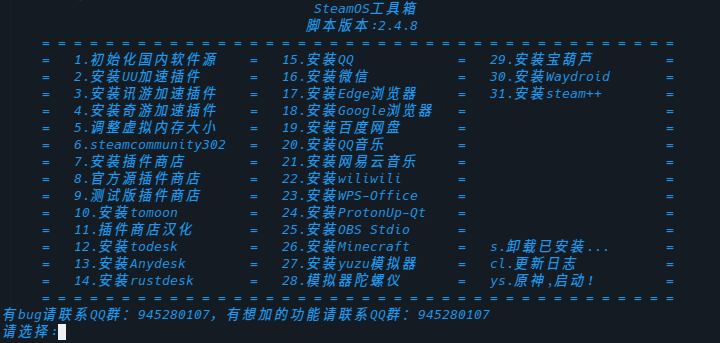 SteamOS工具箱
脚本版本:2.4.8
= = = = = = = = = = = = = = = = = = = = = = = = = = = = = = = = = = = = = = = =
= 1.初始化国内软件源 = 15.安装QQ = 29.安装宝葫芦 =
= 2.安装UU加速插件 = 16.安装微信 = 30.安装Waydroid =
= 3.安装讯游加速插件 = 17.安装Edge浏览器 = 31.安装steam++ =
= 4.安装奇游加速插件 = 18.安装Google浏览器 = =
= 5.调整虚拟内存大小 = 19.安装百度网盘 = =
= 6.steamcommunity302 = 20.安装QQ音乐 = =
= 7.安装插件商店 = 21.安装网易云音乐 = =
= 8.官方源插件商店 = 22.安装wiliwili = =
= 9.测试版插件商店 = 23.安装WPS-Office = =
= 10.安装tomoon = 24.安装ProtonUp-Qt = =
= 11.插件商店汉化 = 25.安装OBS Studio = =
= 12.安装todesk = 26.安装Minecraft = s.卸载已安装... =
= 13.安装Anydesk = 27.安装yuzu模拟器 = cl.更新日志 =
= 14.安装rustdesk = 28.模拟器陀螺仪 = ys.原神,启动! =
= = = = = = = = = = = = = = = = = = = = = = = = = = = = = = = = = = = = = = = =
有bug请联系QQ群: 945280107, 有想加的功能请联系QQ群: 945280107
请选择: